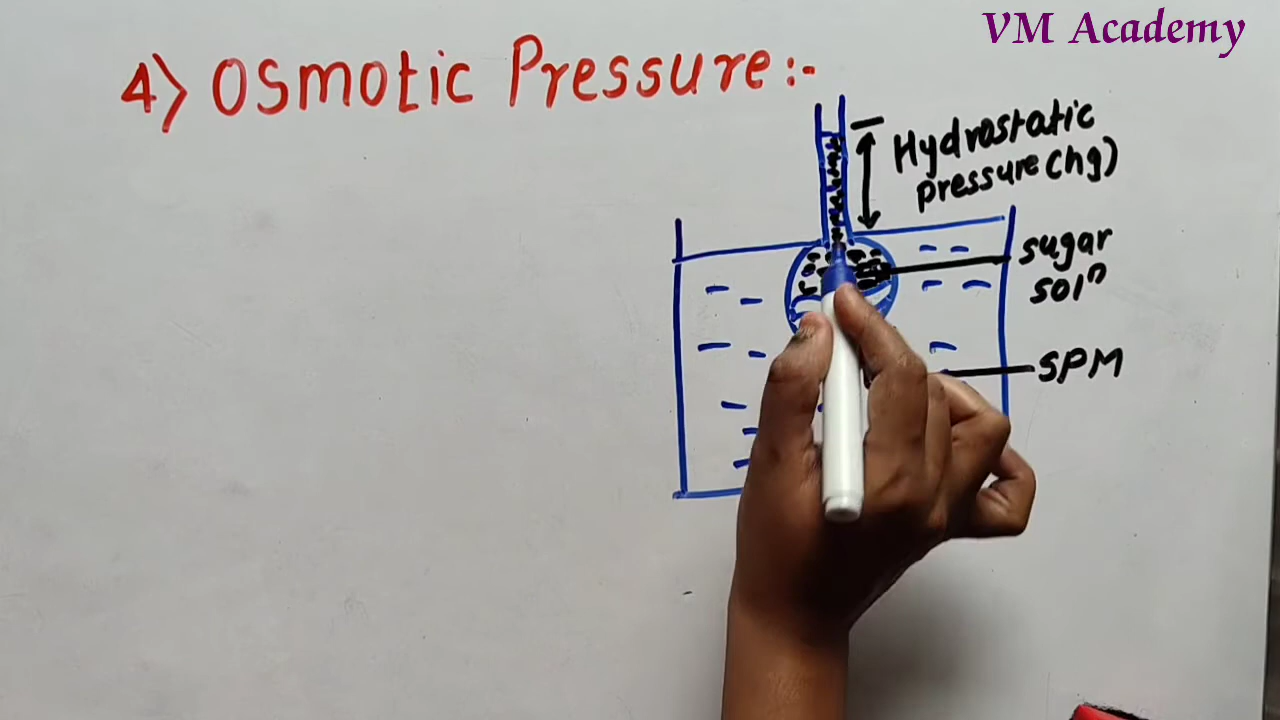 VM Academy
4) Osmotic Pressure :-
Hydrostatic
pressure (hg)
sugar
solⁿ
SPM